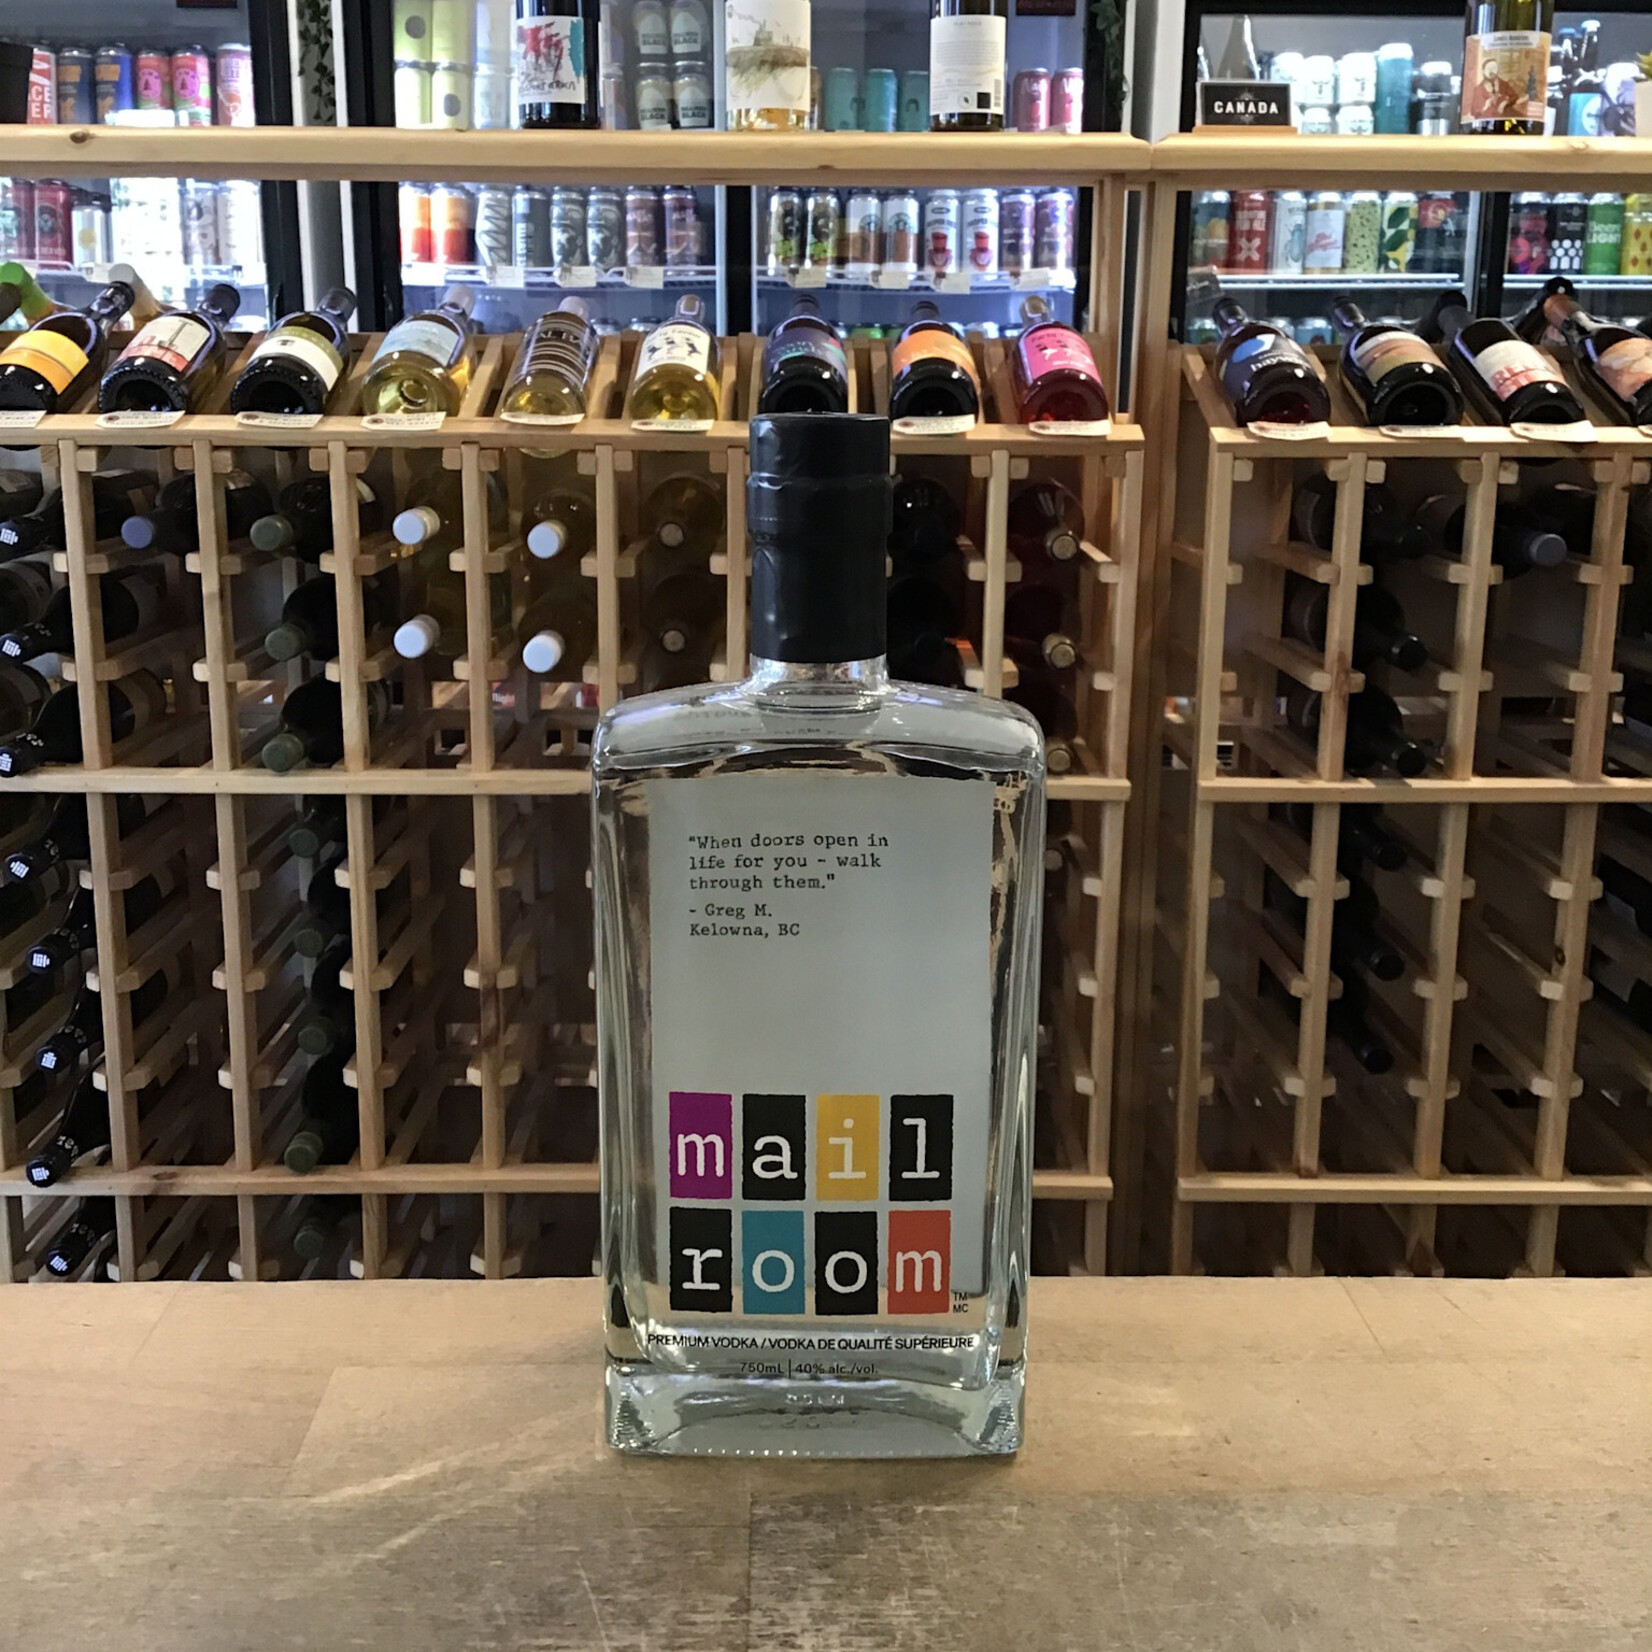 CANADA
"When doors open in
life for you - walk
through them."
- Greg M.
Kelowna, BC
mail
room
TM
MC
PREMIUM VODKA / VODKA DE QUALITÉ SUPÉRIEURE
750mL | 40% alc./vol.